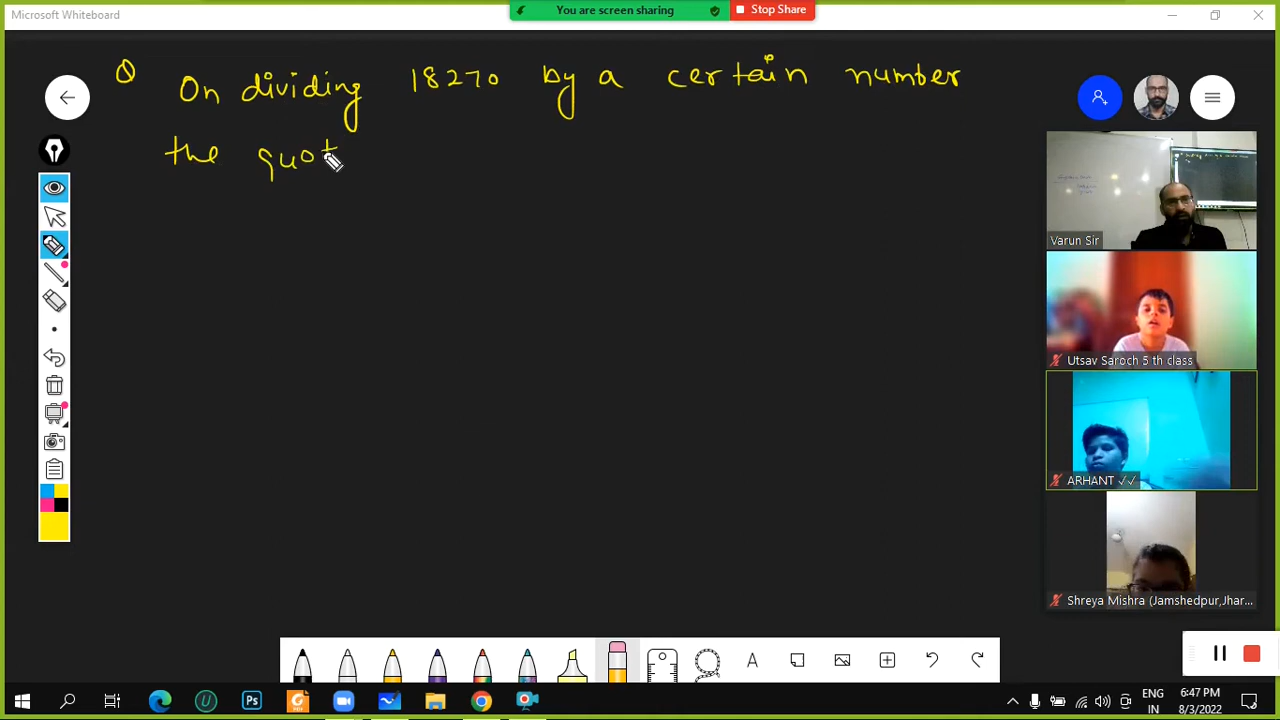 You are screen sharing
Stop Share
Microsoft Whiteboard
Q On dividing 18270 by a certain number
the quot
Varun Sir
Utsav Saroch 5 th class
ARHANT ✓✓
Shreya Mishra (Jamshedpur,Jhar...
A
ENG
IN
6:47 PM
8/3/2022